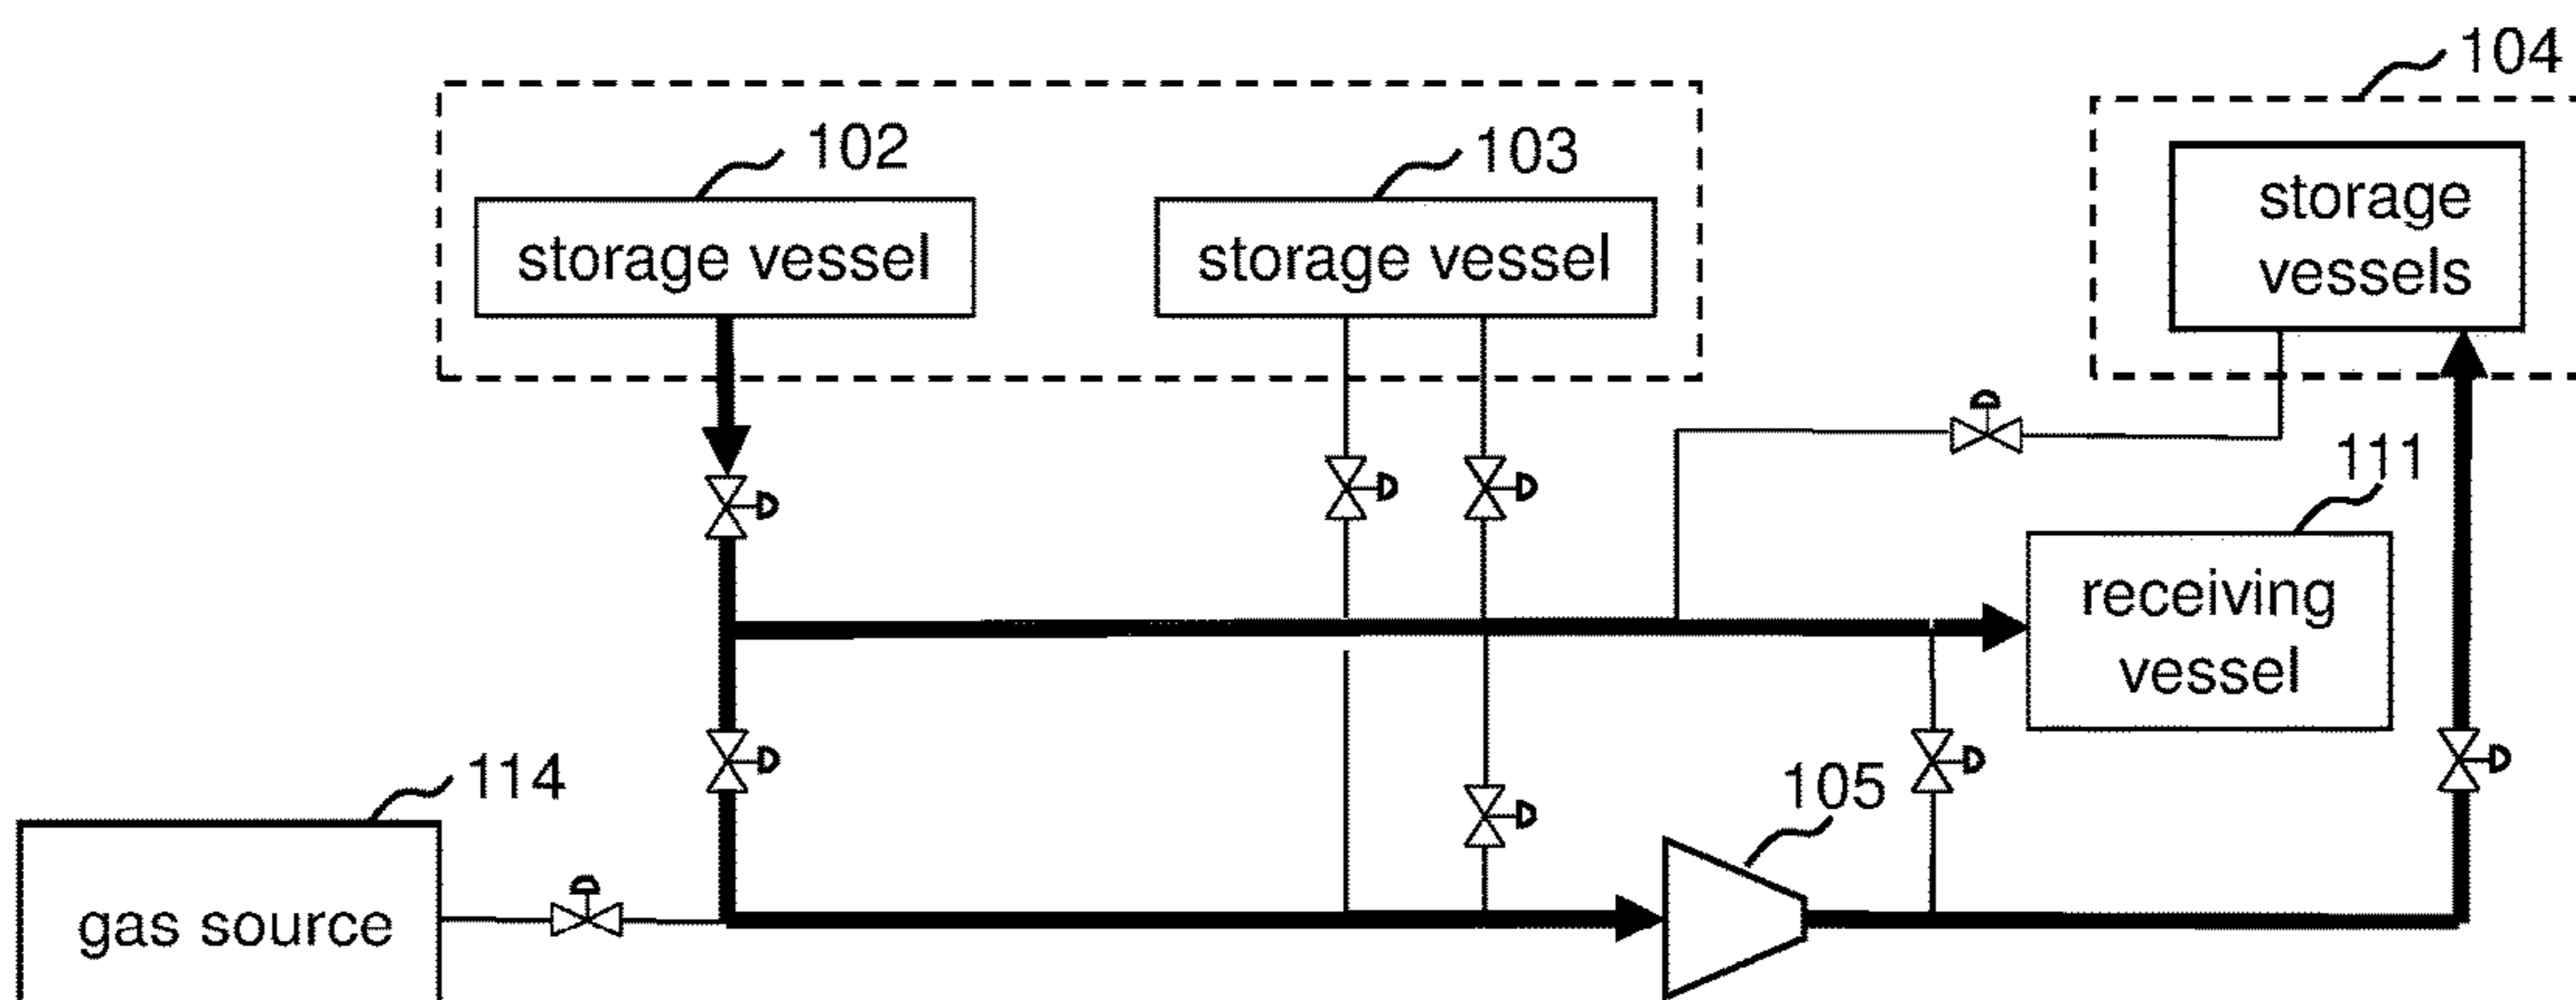 104
102
103
storage vessel
storage vessel
storage
vessels
111
receiving
vessel
114
105
gas source